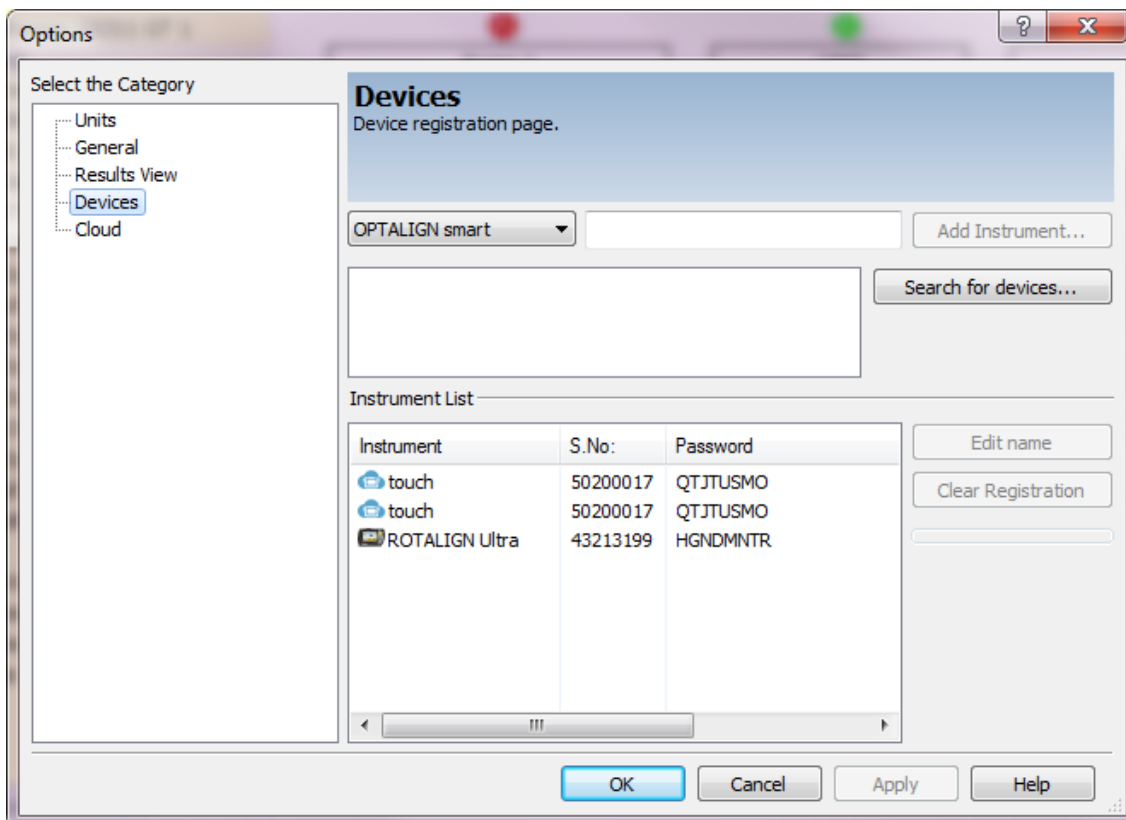 Options
Select the Category
Units
General
Results View
Devices
Cloud
Devices
Device registration page.
OPTALIGN smart
Add Instrument...
Search for devices...
Instrument List
Instrument S.No: Password
touch 50200017 QTJTUSMO
touch 50200017 QTJTUSMO
ROTALIGN Ultra 43213199 HGNDMNTR
Edit name
Clear Registration
OK Cancel Apply Help